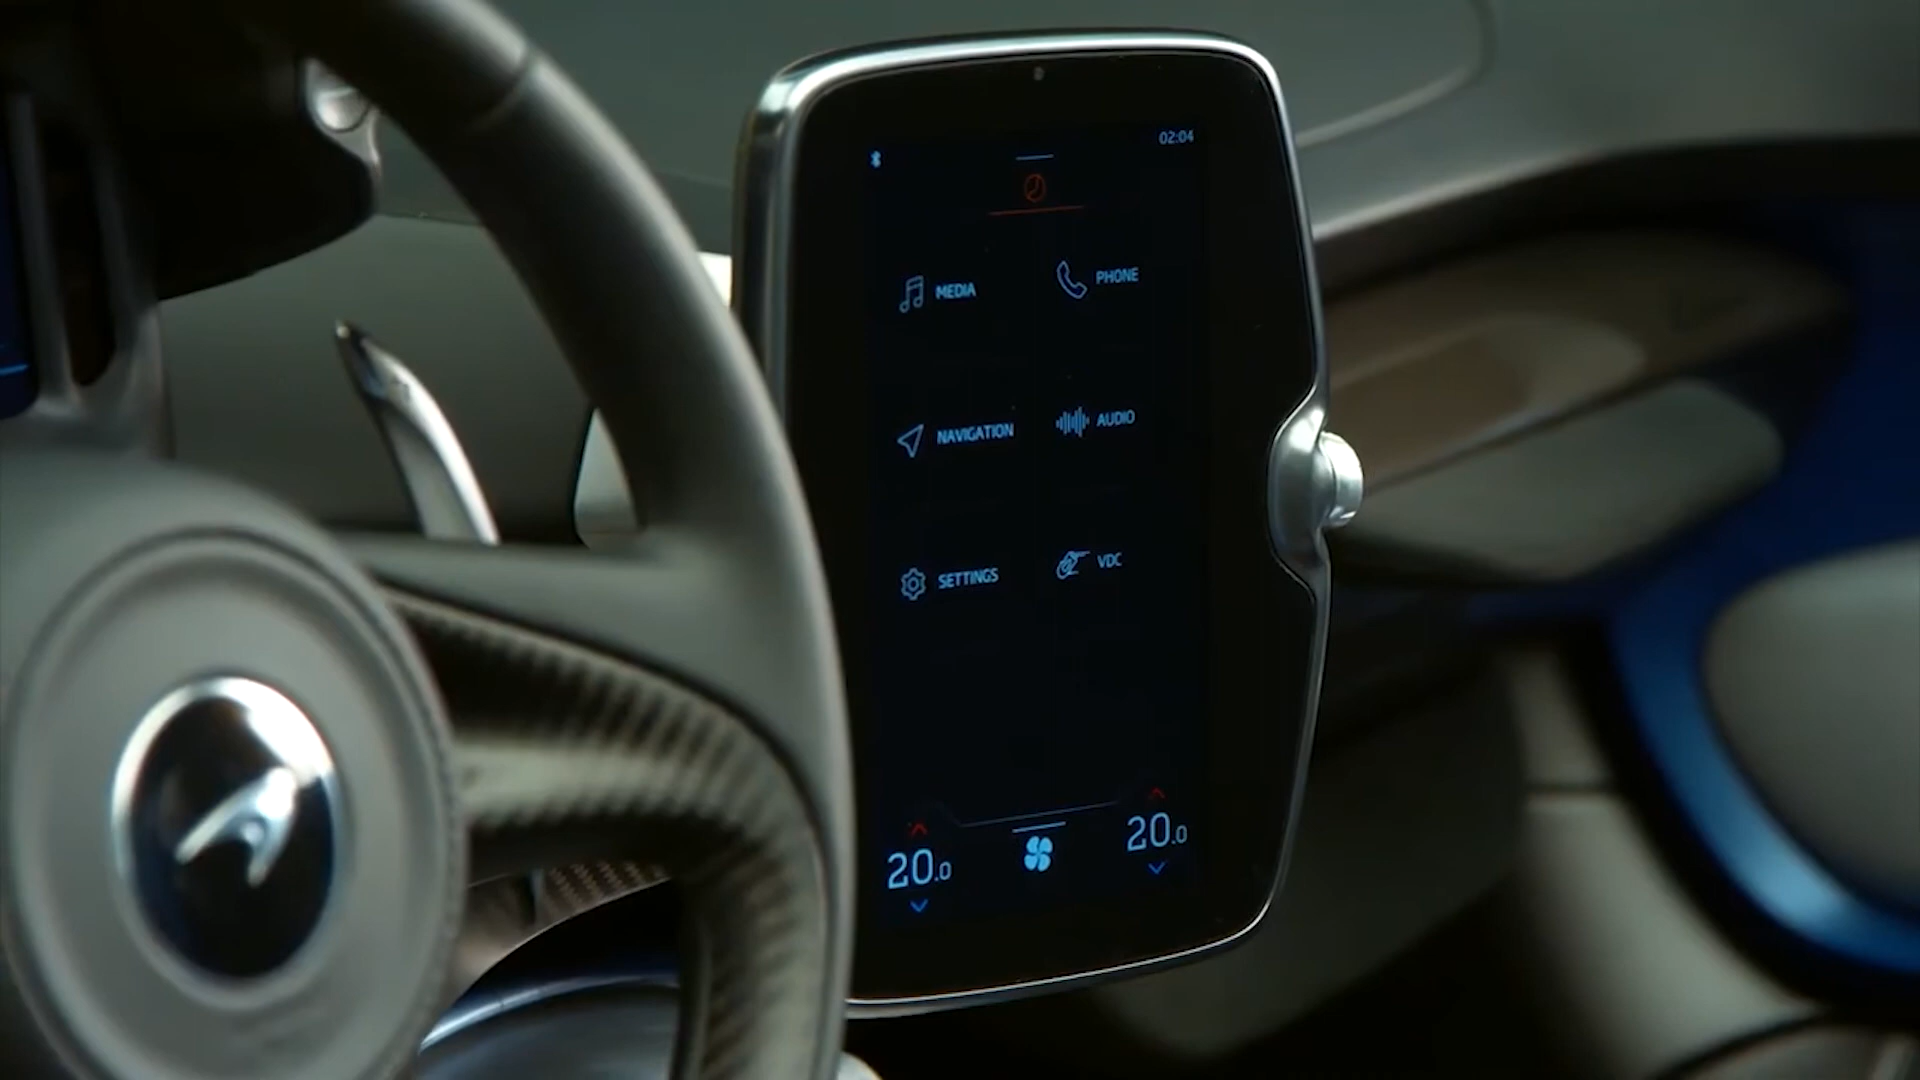 02:04
MEDIA
PHONE
NAVIGATION
AUDIO
SETTINGS
VDC
20.0
20.0